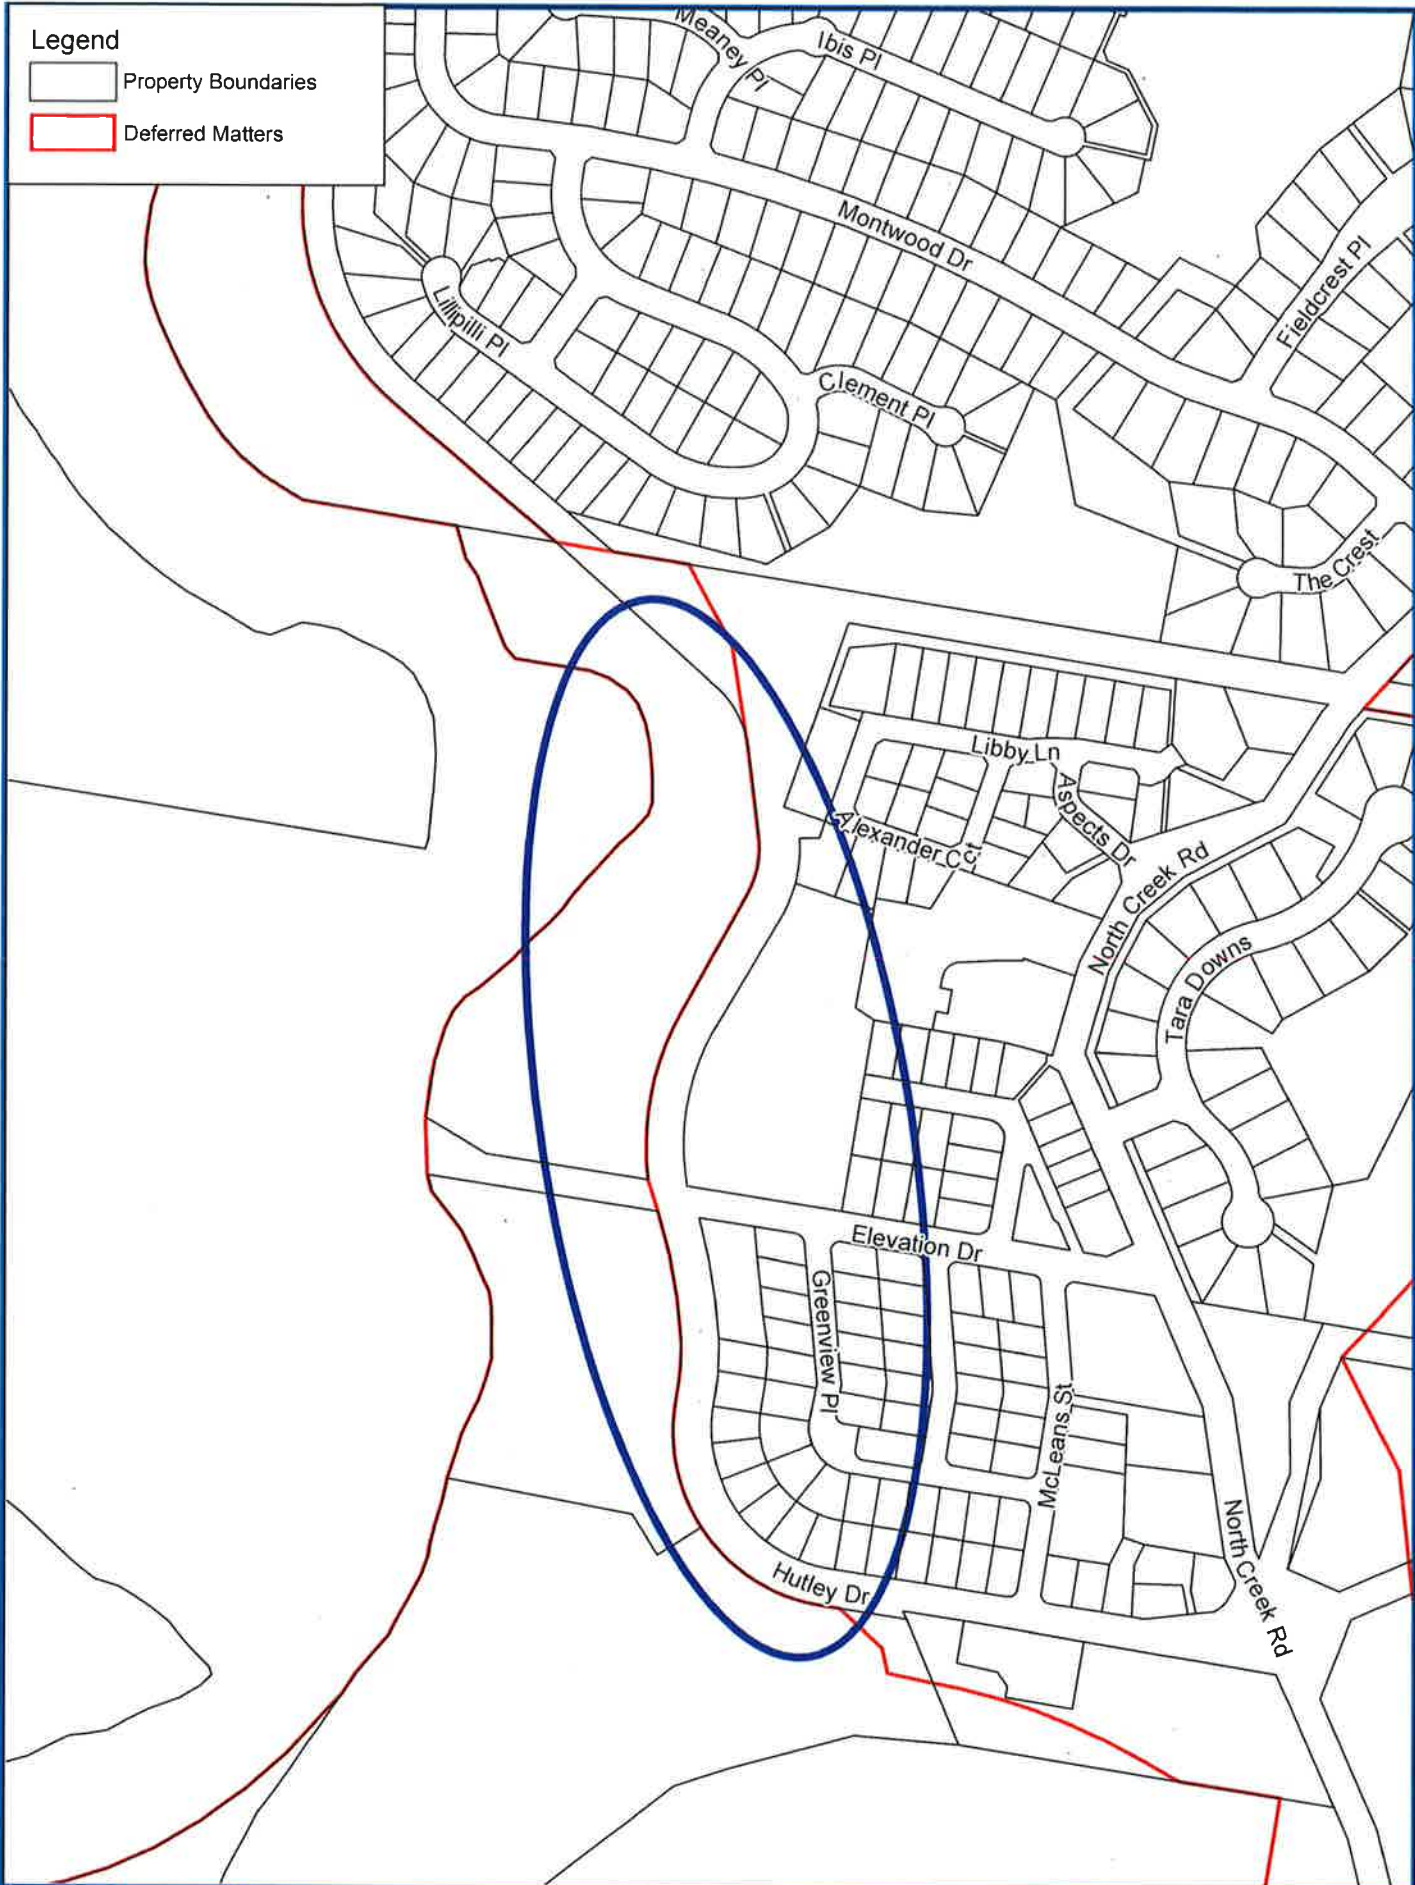 Legend
Property Boundaries
Deferred Matters
Meaney Pl
Ibis Pl
Montwood Dr
Fieldcrest Pl
Lillipilli Pl
Clement Pl
The Crest
Libby Ln
Aspects Dr
Alexander Ct
Ct
North Creek Rd
Tara Downs
Elevation Dr
Greenview Pl
McLeans St
Hutley Dr
North Creek Rd